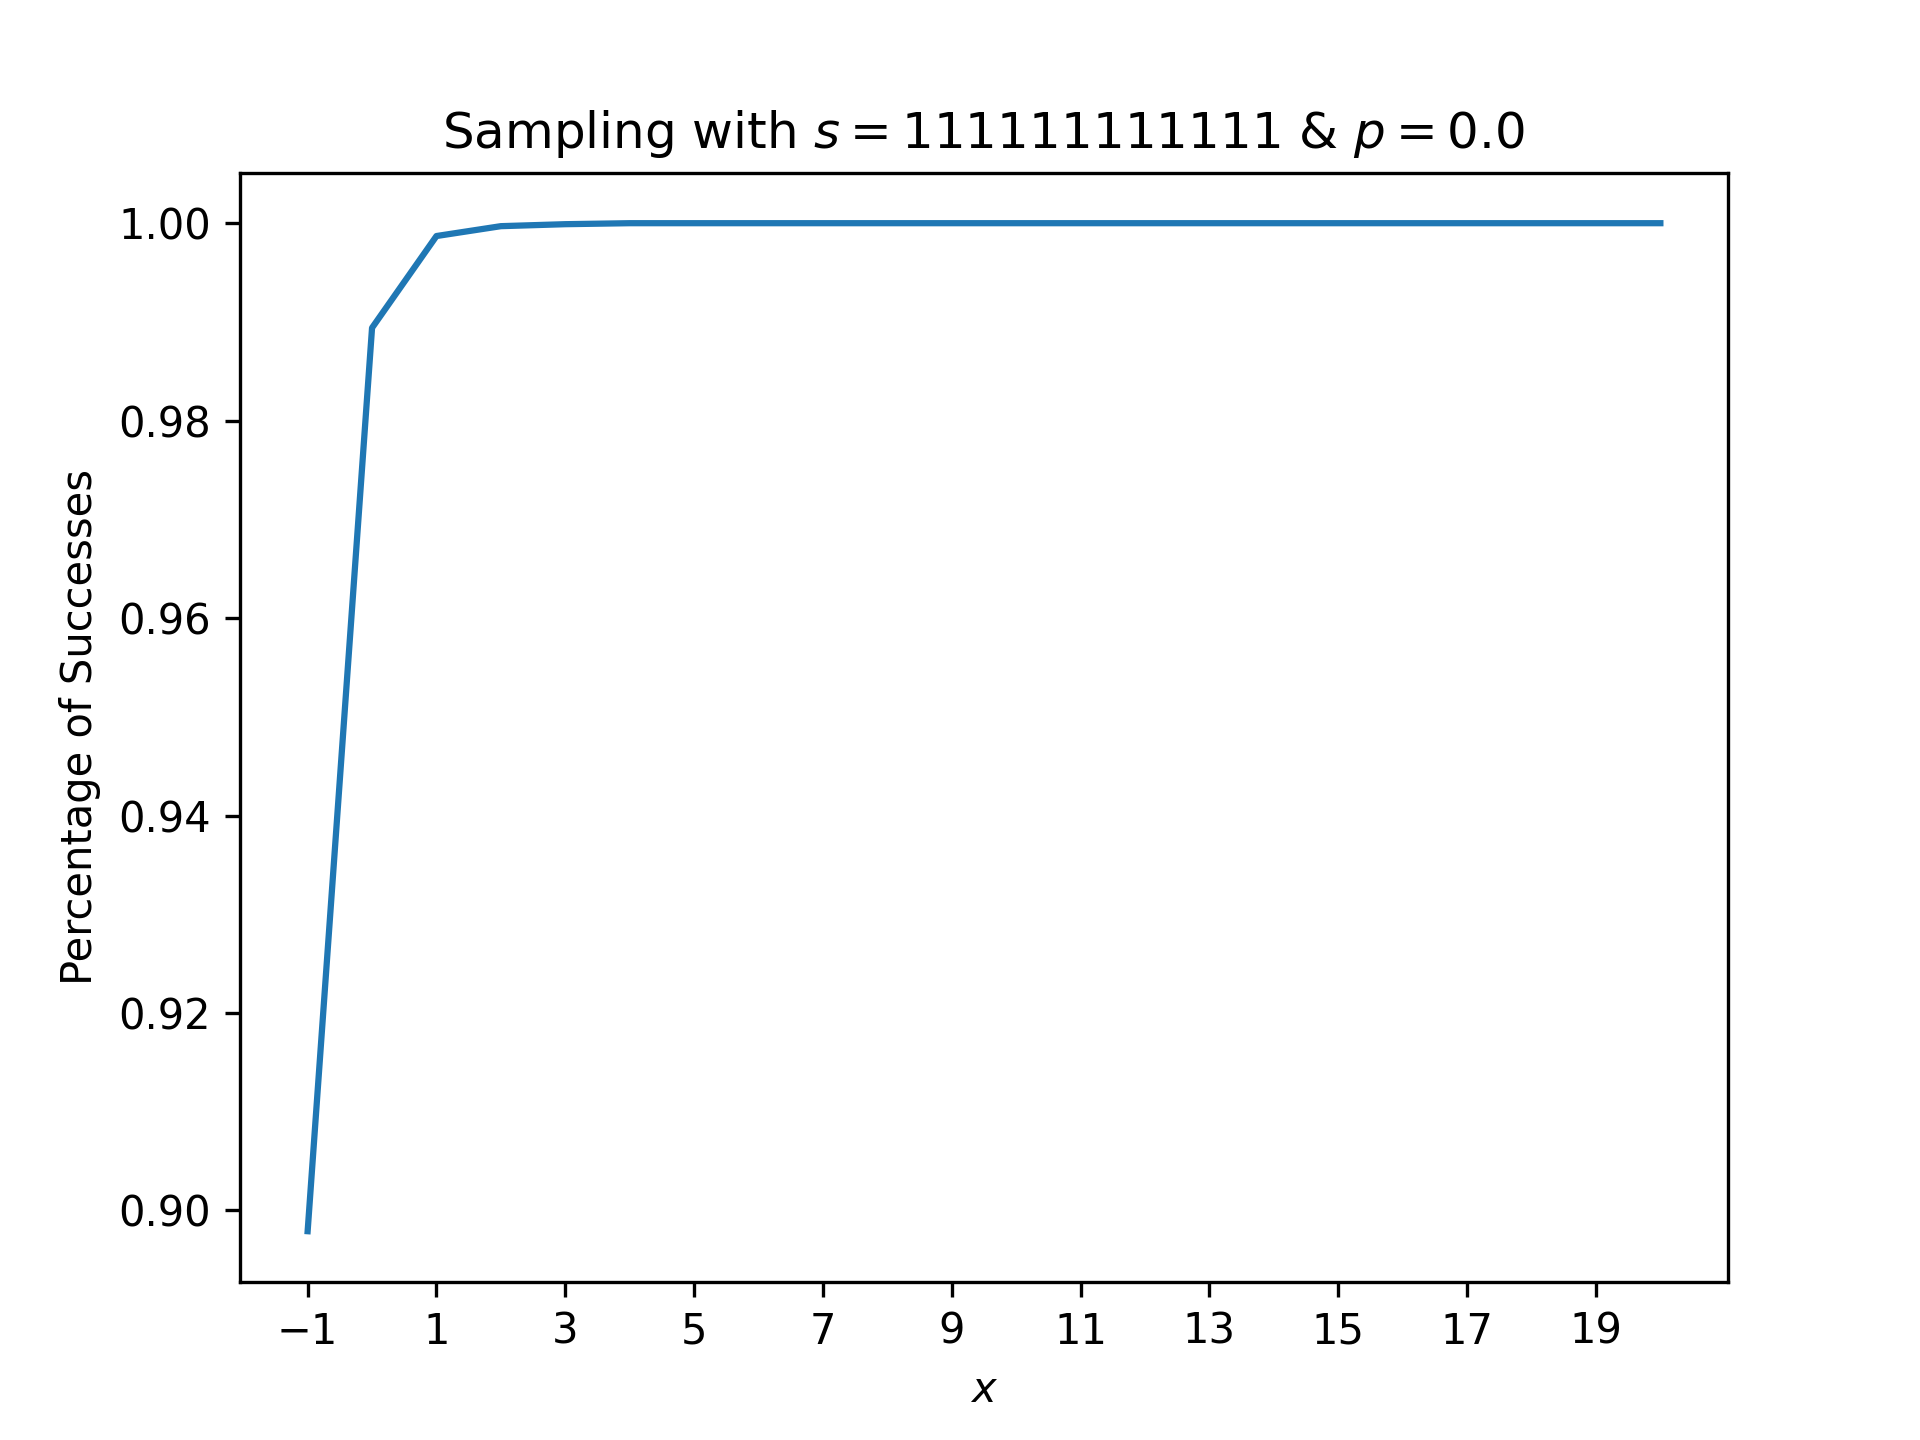 Sampling with s = 111111111111 & p = 0.0
1.00
0.98
0.96
0.94
0.92
0.90
Percentage of Successes
−1 1 3 5 7 9 11 13 15 17 19
x